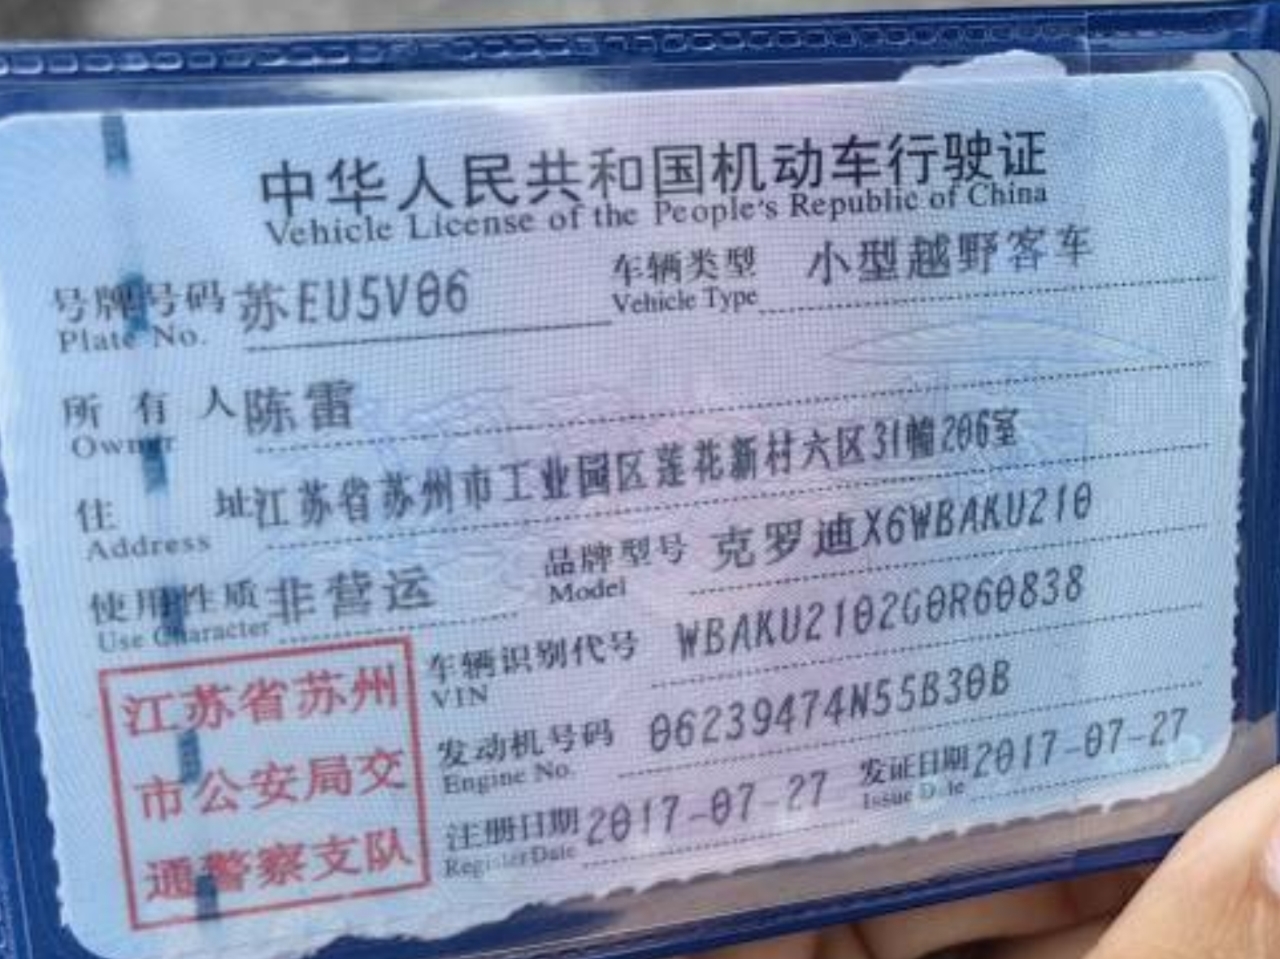 中华人民共和国机动车行驶证
Vehicle License of the People's Republic of China
号牌号码 苏EU5V06 车辆类型 小型越野客车
Plate No. Vehicle Type
所有人 陈雷
Owner
住址 江苏省苏州市工业园区莲花新村六区31幢206室
Address
使用性质 非营运 品牌型号 克罗迪X6WBAKU210
Use Character Model
车辆识别代号 WBAKU2102G0R60838
VIN
发动机号码 06239474N55B30B
Engine No.
注册日期 2017-07-27 发证日期 2017-07-27
Register Date Issue Date
江苏省苏州
市公安局交
通警察支队